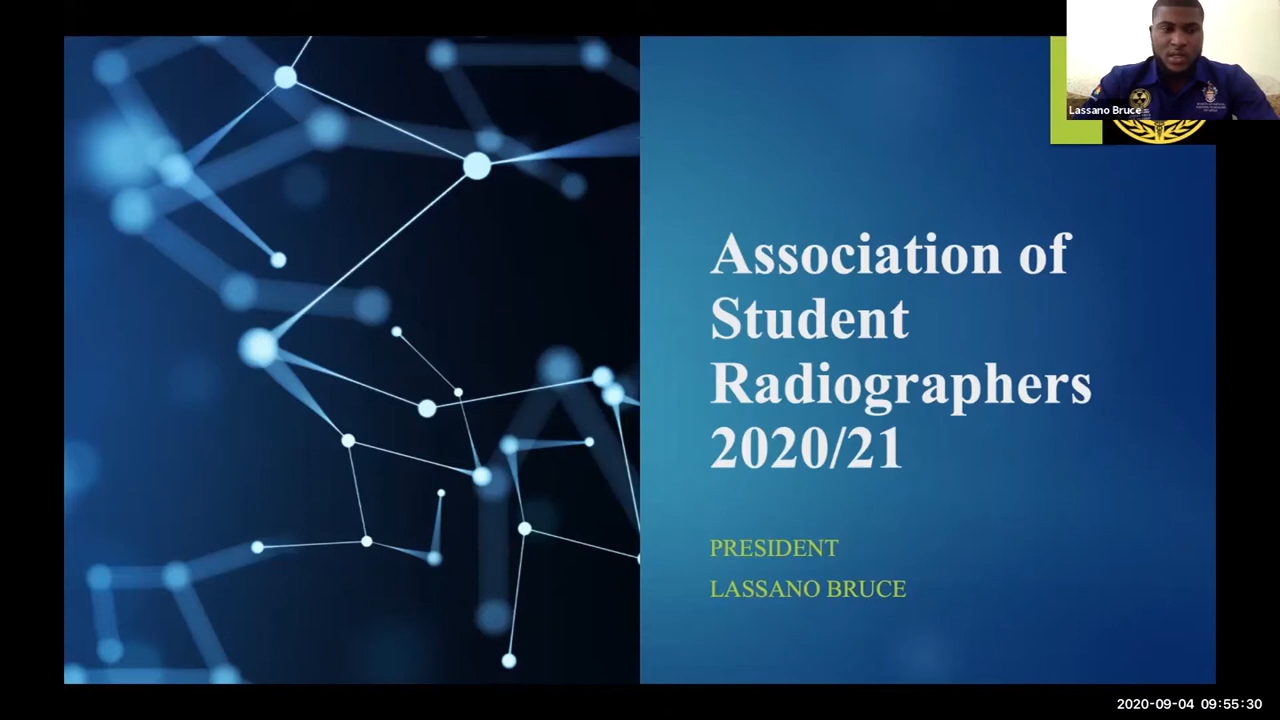 Lassano Bruce
Association of
Student
Radiographers
2020/21
PRESIDENT
LASSANO BRUCE
2020-09-04 09:55:30